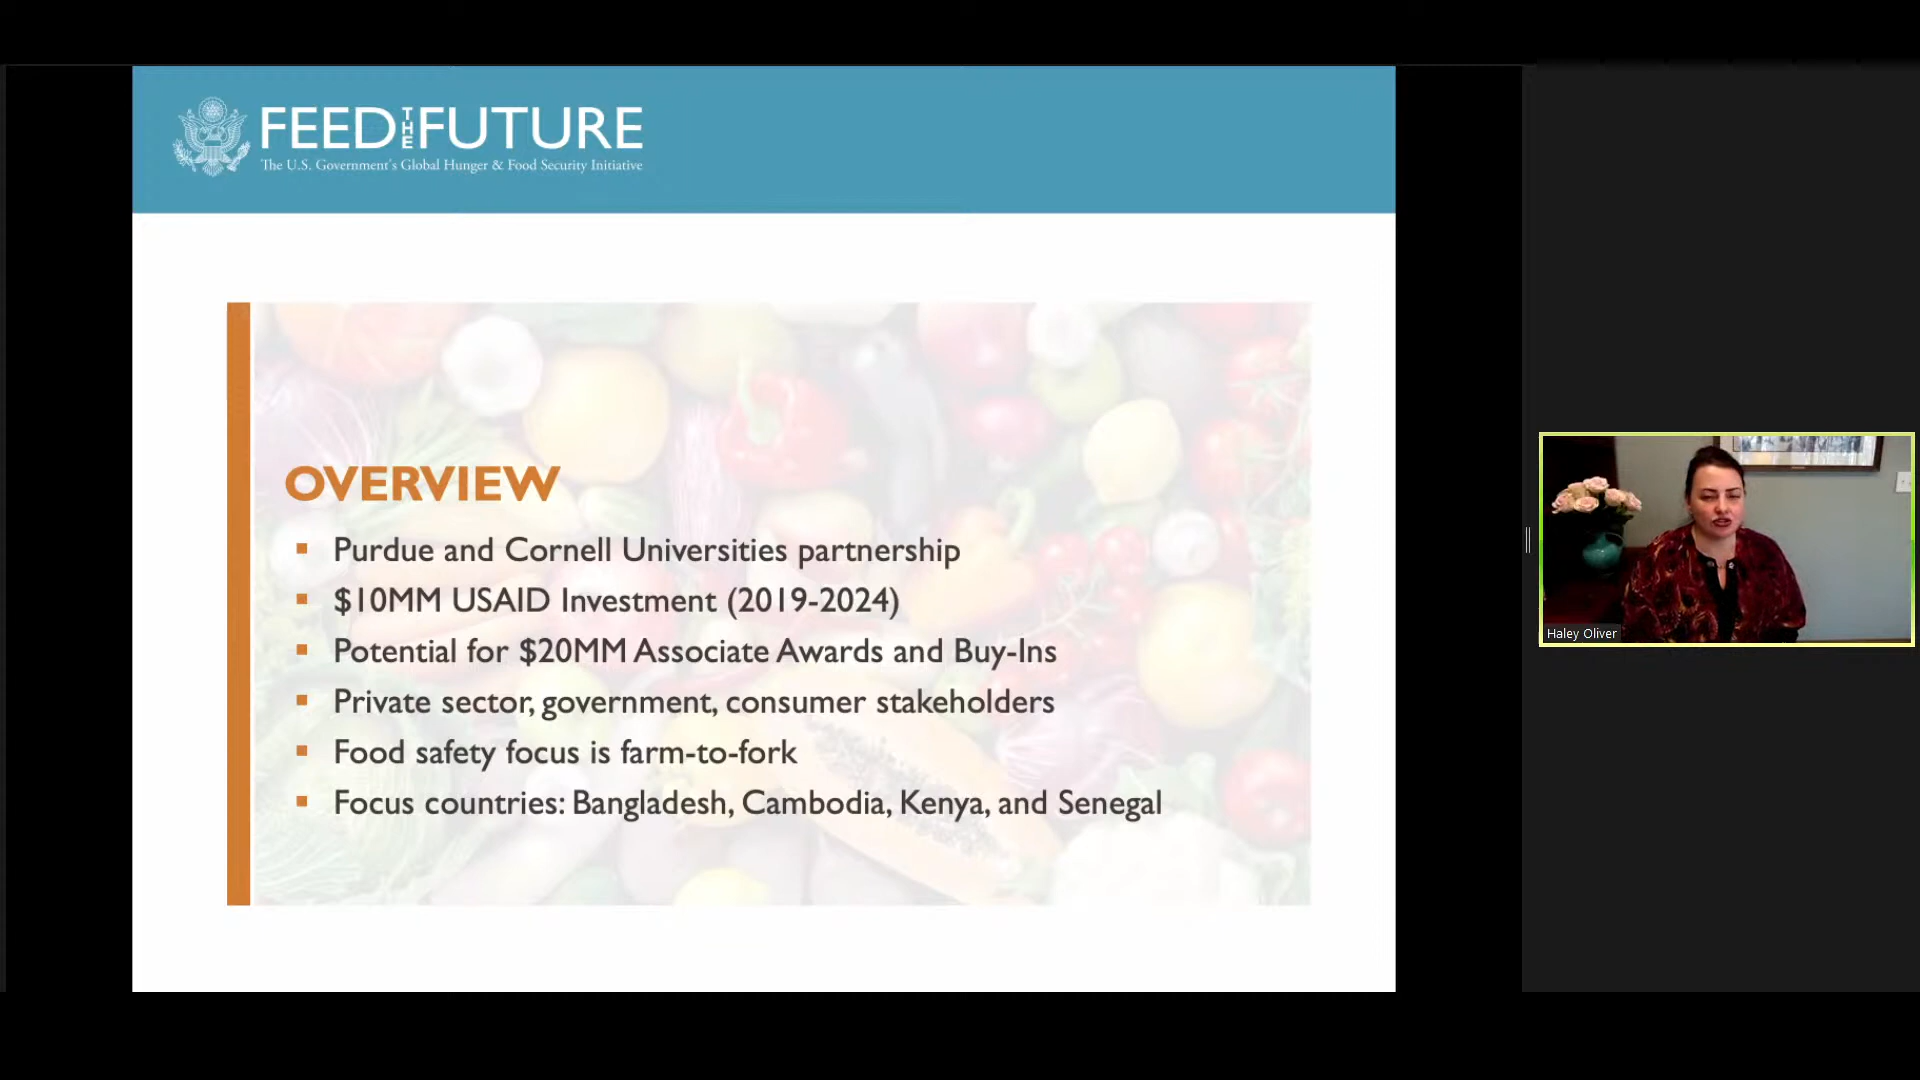 FEED THE FUTURE
The U.S. Government's Global Hunger & Food Security Initiative
OVERVIEW
▪ Purdue and Cornell Universities partnership
▪ $10MM USAID Investment (2019-2024)
▪ Potential for $20MM Associate Awards and Buy-Ins
▪ Private sector, government, consumer stakeholders
▪ Food safety focus is farm-to-fork
▪ Focus countries: Bangladesh, Cambodia, Kenya, and Senegal
Haley Oliver